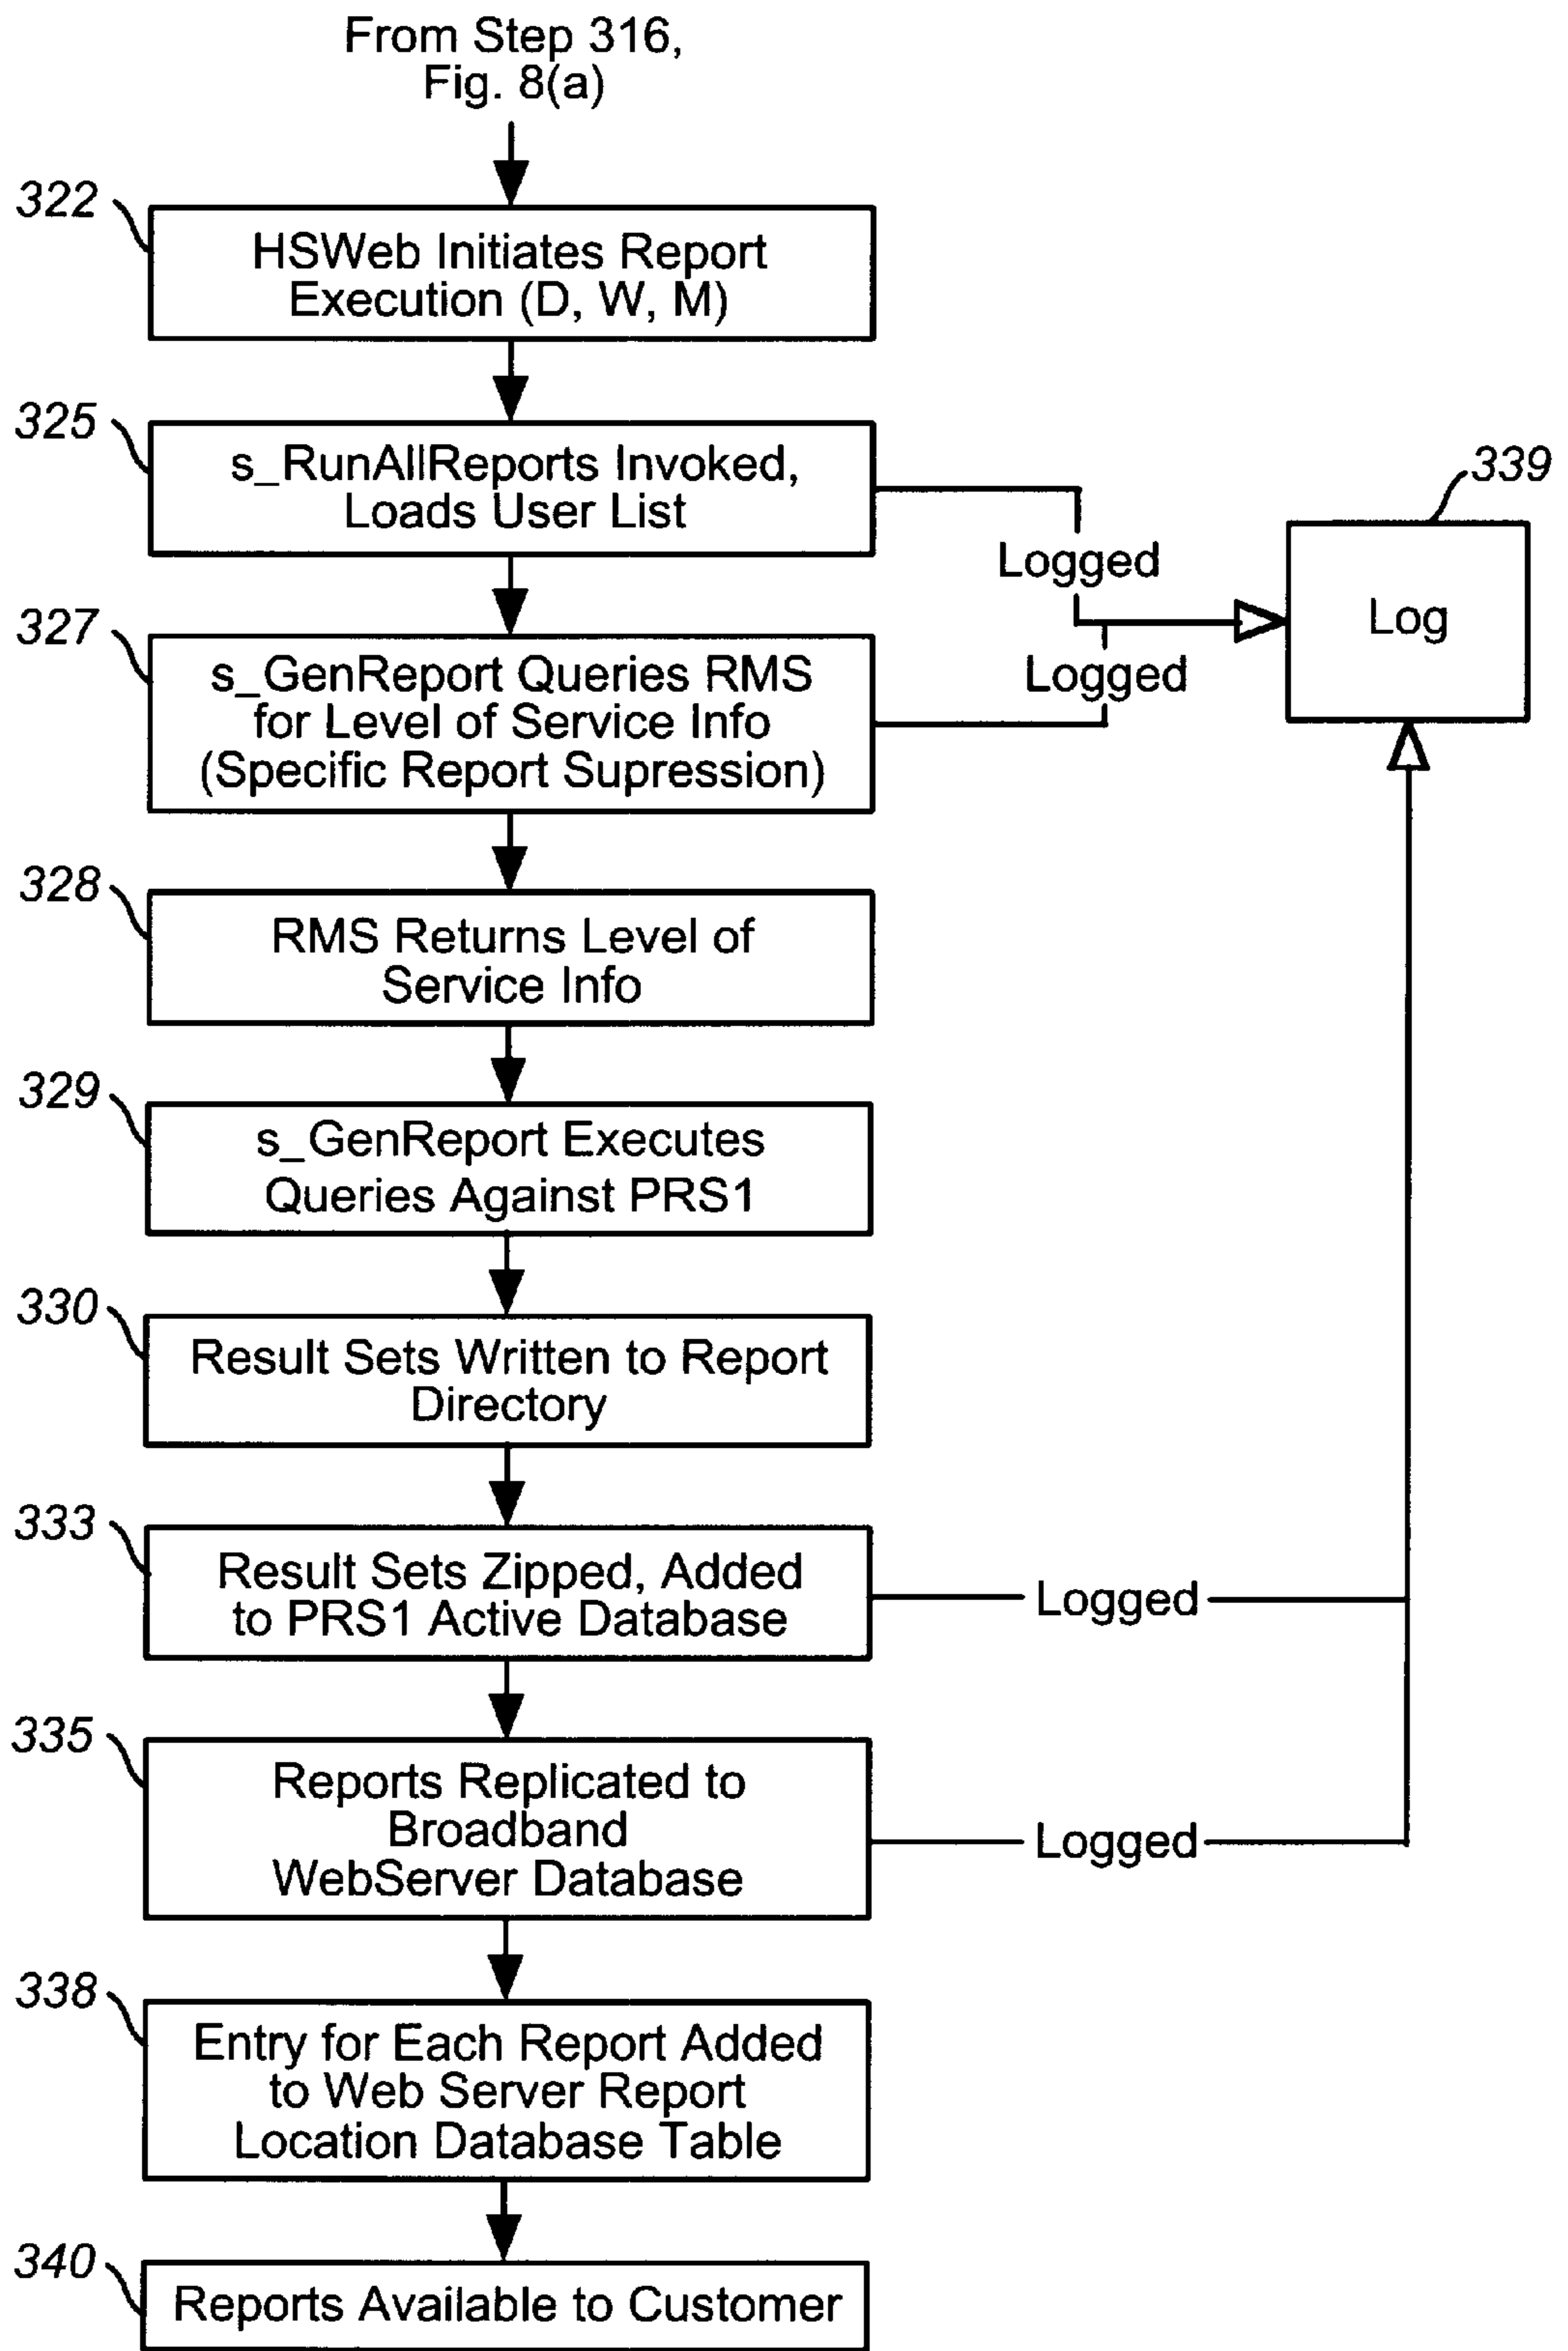 From Step 316,
Fig. 8(a)
322
HSWeb Initiates Report
Execution (D, W, M)
325
s_RunAllReports Invoked,
Loads User List
339
Logged
Log
327
s_GenReport Queries RMS
for Level of Service Info
(Specific Report Supression)
Logged
328
RMS Returns Level of
Service Info
329
s_GenReport Executes
Queries Against PRS1
330
Result Sets Written to Report
Directory
333
Result Sets Zipped, Added
to PRS1 Active Database
Logged
335
Reports Replicated to
Broadband
WebServer Database
Logged
338
Entry for Each Report Added
to Web Server Report
Location Database Table
340
Reports Available to Customer